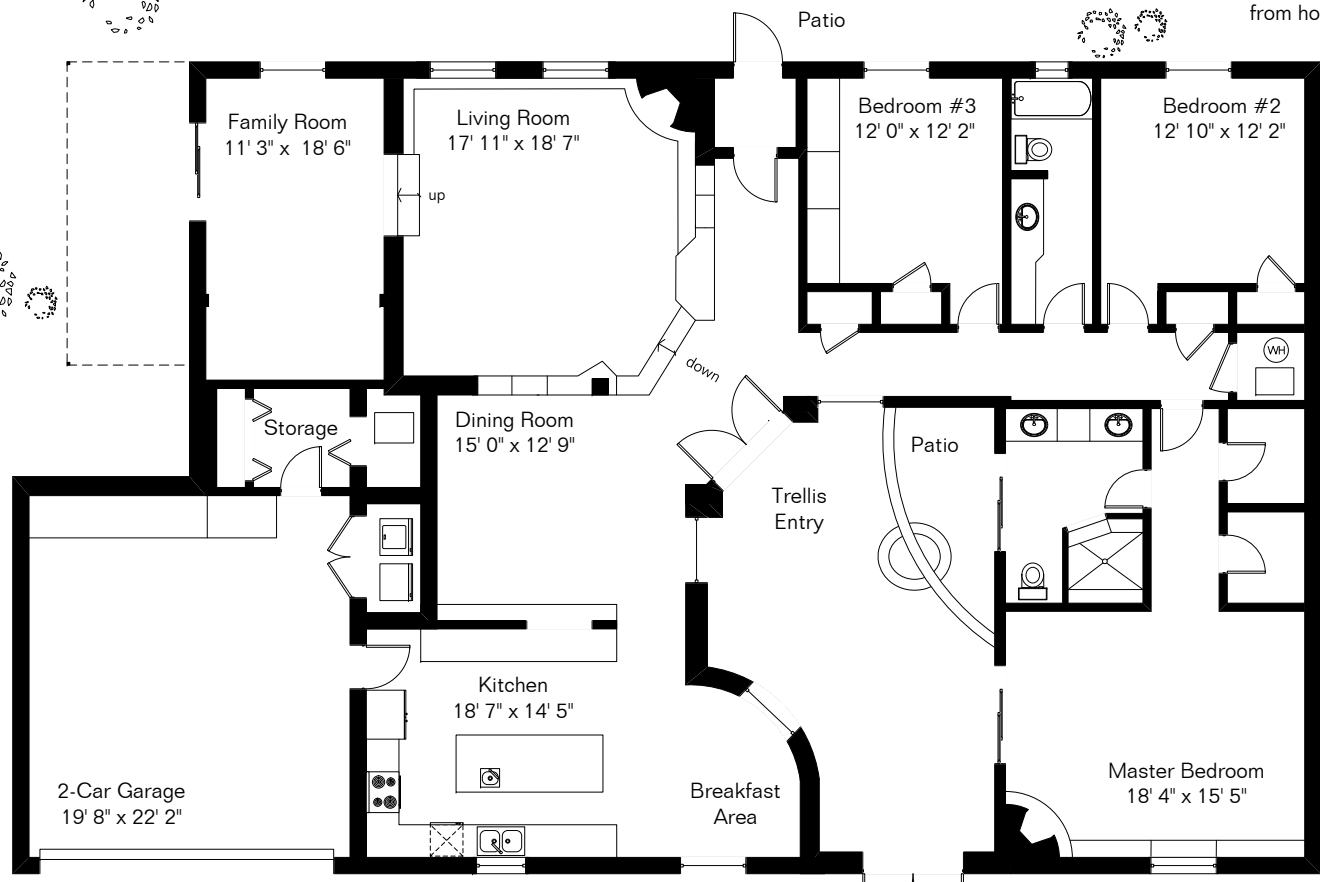 Patio
from ho
Family Room
11' 3" x 18' 6"
Living Room
17' 11" x 18' 7"
Bedroom #3
12' 0" x 12' 2"
Bedroom #2
12' 10" x 12' 2"
up
down
WH
Storage
Dining Room
15' 0" x 12' 9"
Patio
Trellis
Entry
Kitchen
18' 7" x 14' 5"
2-Car Garage
19' 8" x 22' 2"
Breakfast
Area
Master Bedroom
18' 4" x 15' 5"